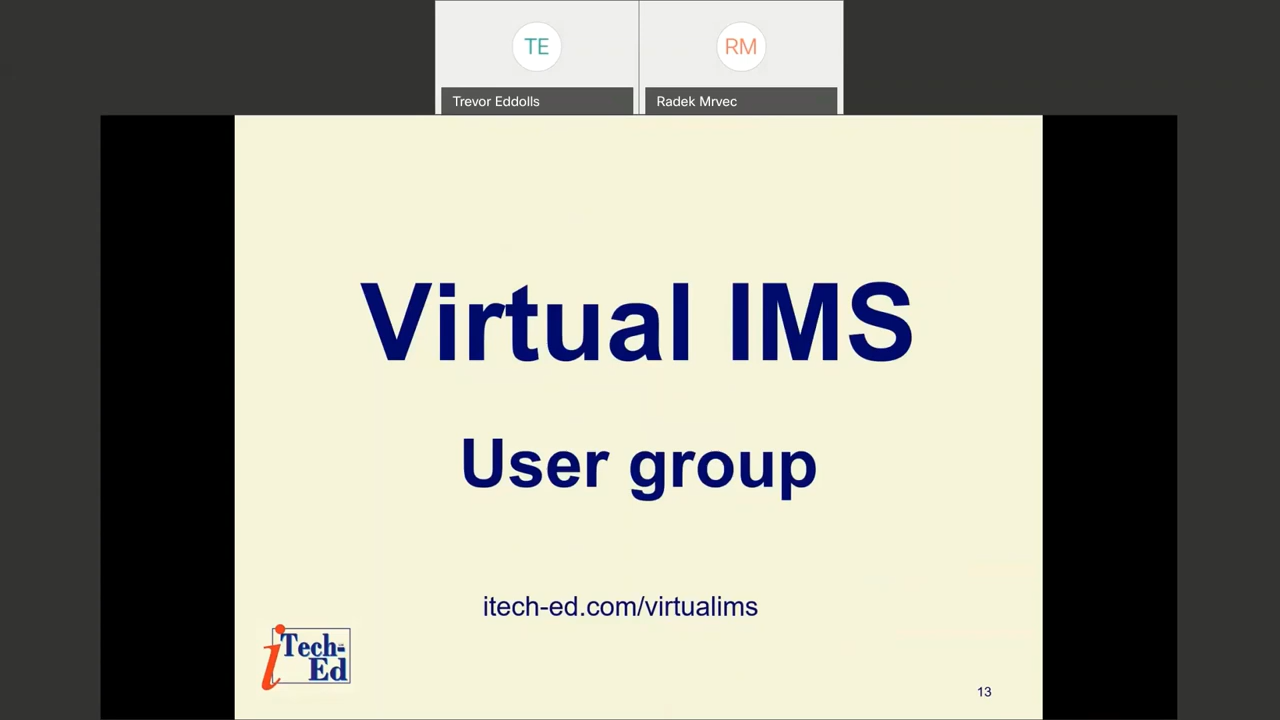 TE
RM
Trevor Eddolls
Radek Mrvec
Virtual IMS
User group
itech-ed.com/virtualims
iTech-
Ed
13